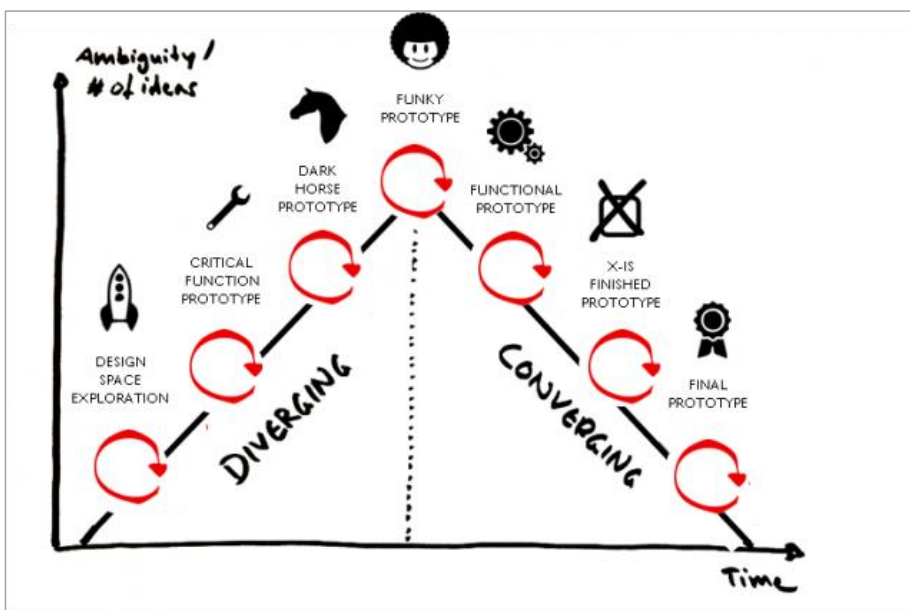 Ambiguity /
# of ideas
FUNKY
PROTOTYPE
DARK
HORSE
PROTOTYPE
FUNCTIONAL
PROTOTYPE
CRITICAL
FUNCTION
PROTOTYPE
X-IS
FINISHED
PROTOTYPE
DESIGN
SPACE
EXPLORATION
FINAL
PROTOTYPE
DIVERGING
CONVERGING
Time